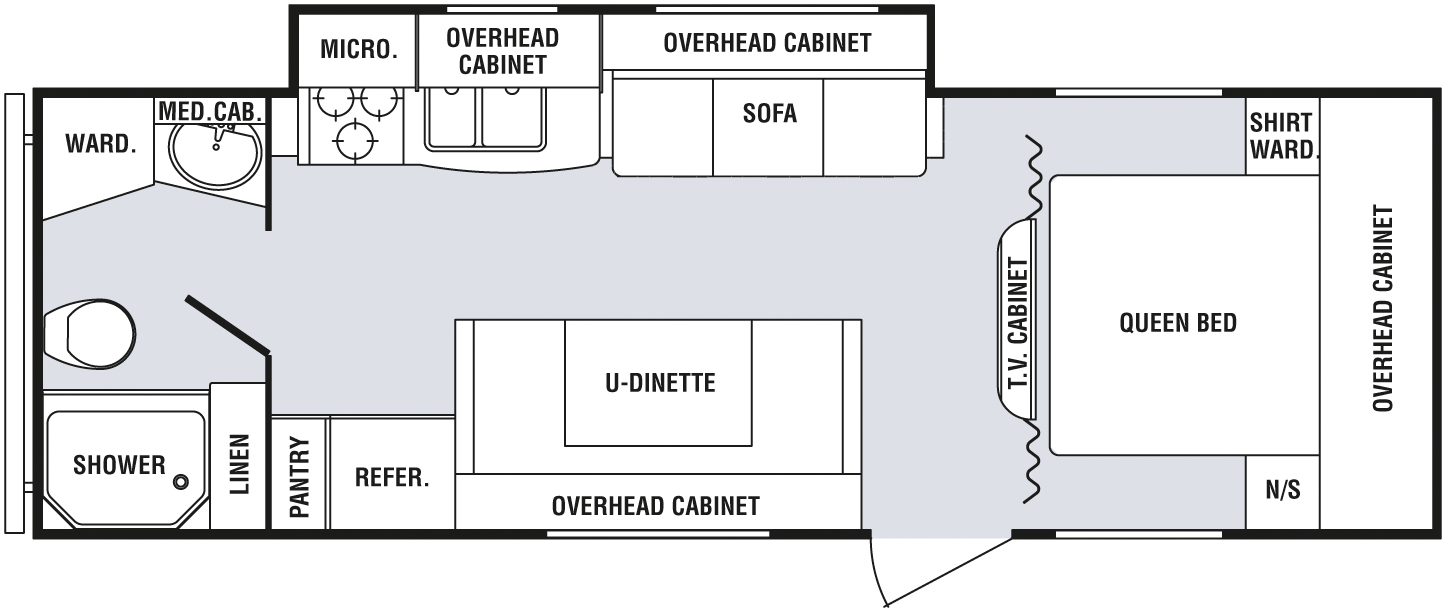 MICRO.
OVERHEAD
CABINET
OVERHEAD CABINET
MED.CAB.
WARD.
SOFA
SHIRT
WARD.
T.V. CABINET
QUEEN BED
OVERHEAD CABINET
U-DINETTE
SHOWER
LINEN
PANTRY
REFER.
OVERHEAD CABINET
N/S